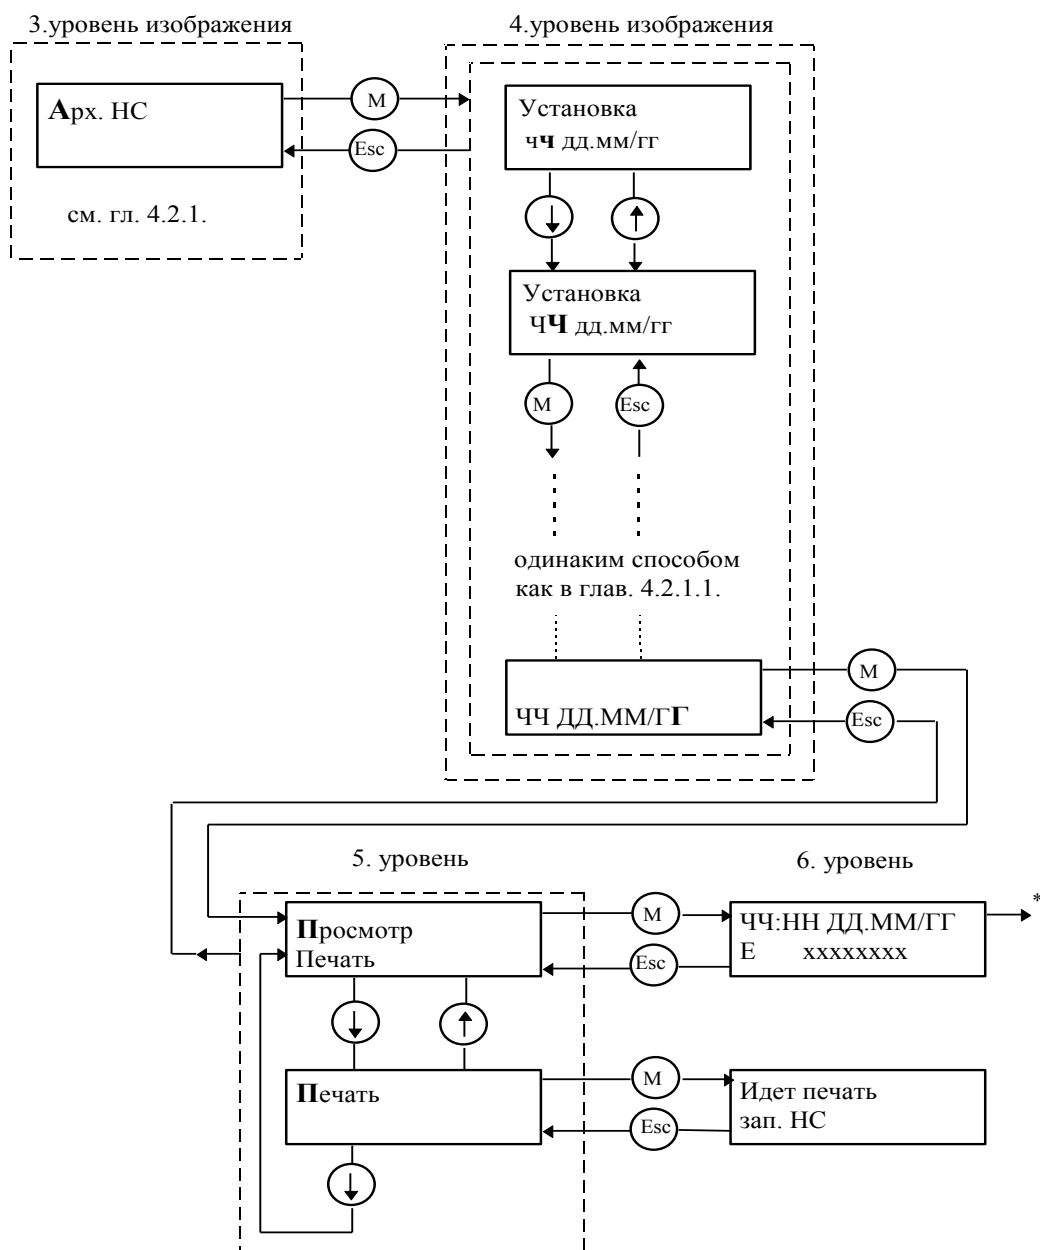 3.уровень изображения
4.уровень изображения
Арх. НС
М
Esc
см. гл. 4.2.1.
Установка
чч дд.мм/гг
Установка
ЧЧ дд.мм/гг
М
Esc
одинаким способом
как в глав. 4.2.1.1.
ЧЧ ДД.ММ/ГГ
М
Esc
5. уровень
6. уровень
Просмотр
Печать
М
Esc
ЧЧ:НН ДД.ММ/ГГ
Е xxxxxxxx
*
Печать
М
Esc
Идет печать
зап. НС